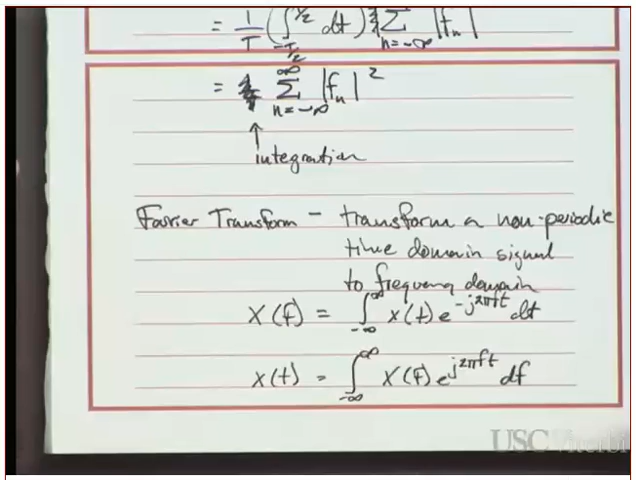 = 1/T (∫_{-T/2}^{T/2} dt) Σ_{n=-∞} |f_n|
= Σ_{n=-∞}^{∞} |f_n|²
↑
integration
Fourier Transform - transform a non-periodic
time domain signal
to frequency domain
X(f) = ∫_{-∞}^{∞} x(t) e^{-j2πft} dt
x(t) = ∫_{-∞}^{∞} X(f) e^{j2πft} df
USC Viterbi